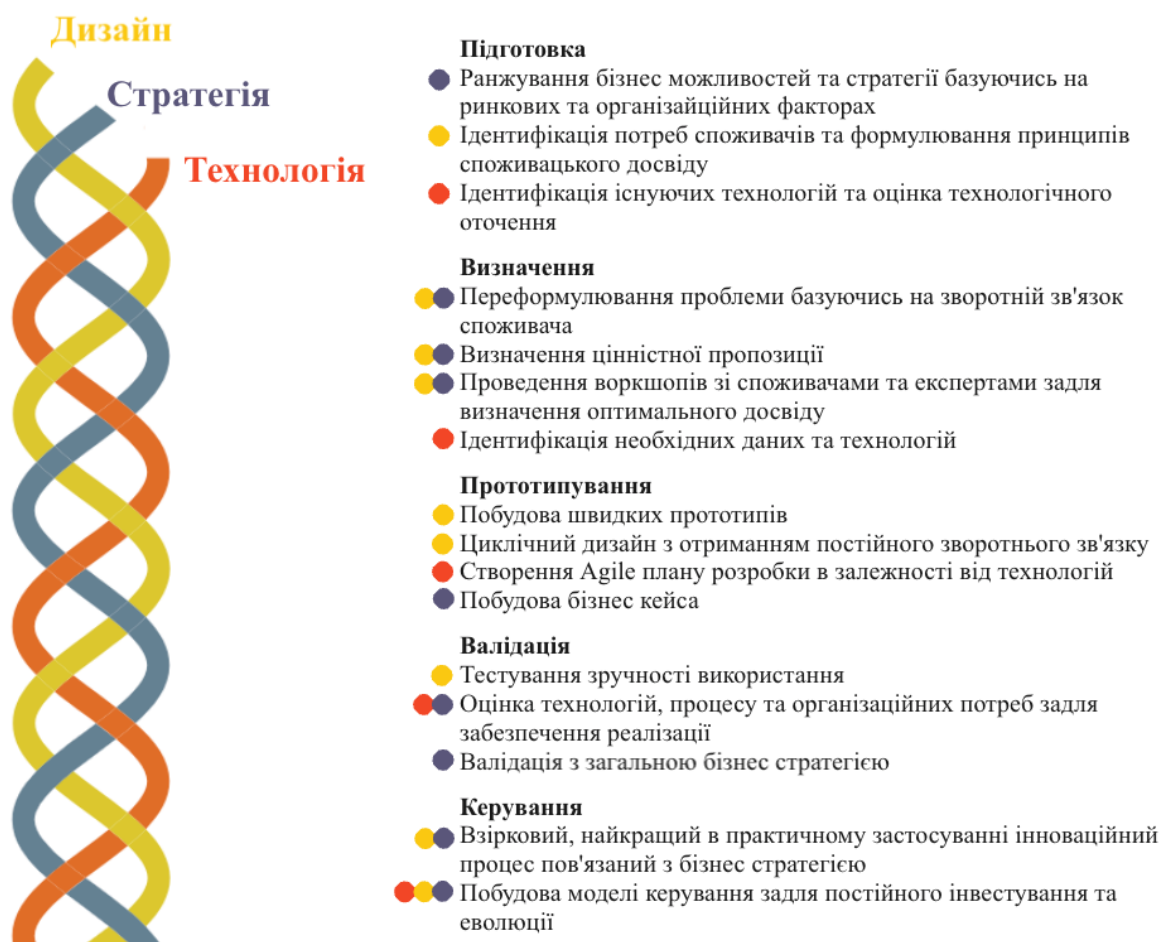 Дизайн
Стратегія
Технологія
Підготовка
Ранжування бізнес можливостей та стратегії базуючись на
ринкових та організайційних факторах
Ідентифікація потреб споживачів та формулювання принципів
споживацького досвіду
Ідентифікація існуючих технологій та оцінка технологічного
оточення
Визначення
Переформулювання проблеми базуючись на зворотній зв'язок
споживача
Визначення цінністної пропозиції
Проведення воркшопів зі споживачами та експертами задля
визначення оптимального досвіду
Ідентифікація необхідних даних та технологій
Прототипування
Побудова швидких прототипів
Циклічний дизайн з отриманням постійного зворотнього зв'язку
Створення Agile плану розробки в залежності від технологій
Побудова бізнес кейса
Валідація
Тестування зручності використання
Оцінка технологій, процесу та організаційних потреб задля
забезпечення реалізації
Валідація з загальною бізнес стратегією
Керування
Взірковий, найкращий в практичному застосуванні інноваційний
процес пов'язаний з бізнес стратегією
Побудова моделі керування задля постійного інвестування та
еволюції